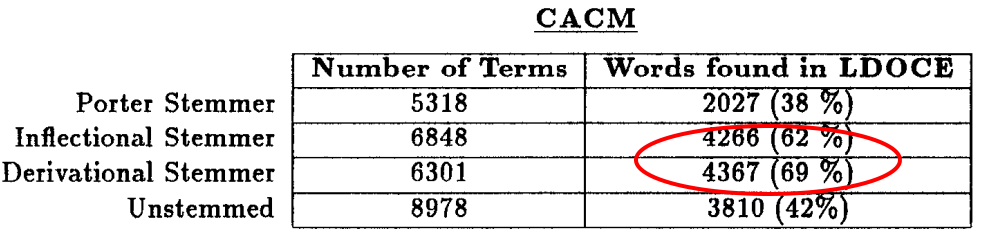 CACM
Number of Terms Words found in LDOCE
Porter Stemmer 5318 2027 (38 %)
Inflectional Stemmer 6848 4266 (62 %)
Derivational Stemmer 6301 4367 (69 %)
Unstemmed 8978 3810 (42%)